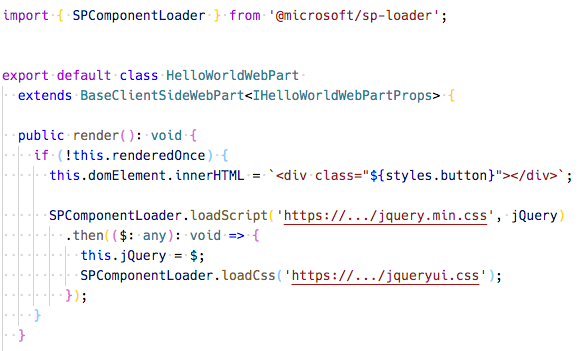 import { SPComponentLoader } from '@microsoft/sp-loader';
export default class HelloWorldWebPart
extends BaseClientSideWebPart<IHelloWorldWebPartProps> {
public render(): void {
if (!this.renderedOnce) {
this.domElement.innerHTML = `<div class="${styles.button}"></div>`;
SPComponentLoader.loadScript('https://.../jquery.min.css', jQuery)
.then(($: any): void => {
this.jQuery = $;
SPComponentLoader.loadCss('https://.../jqueryui.css');
});
}
}